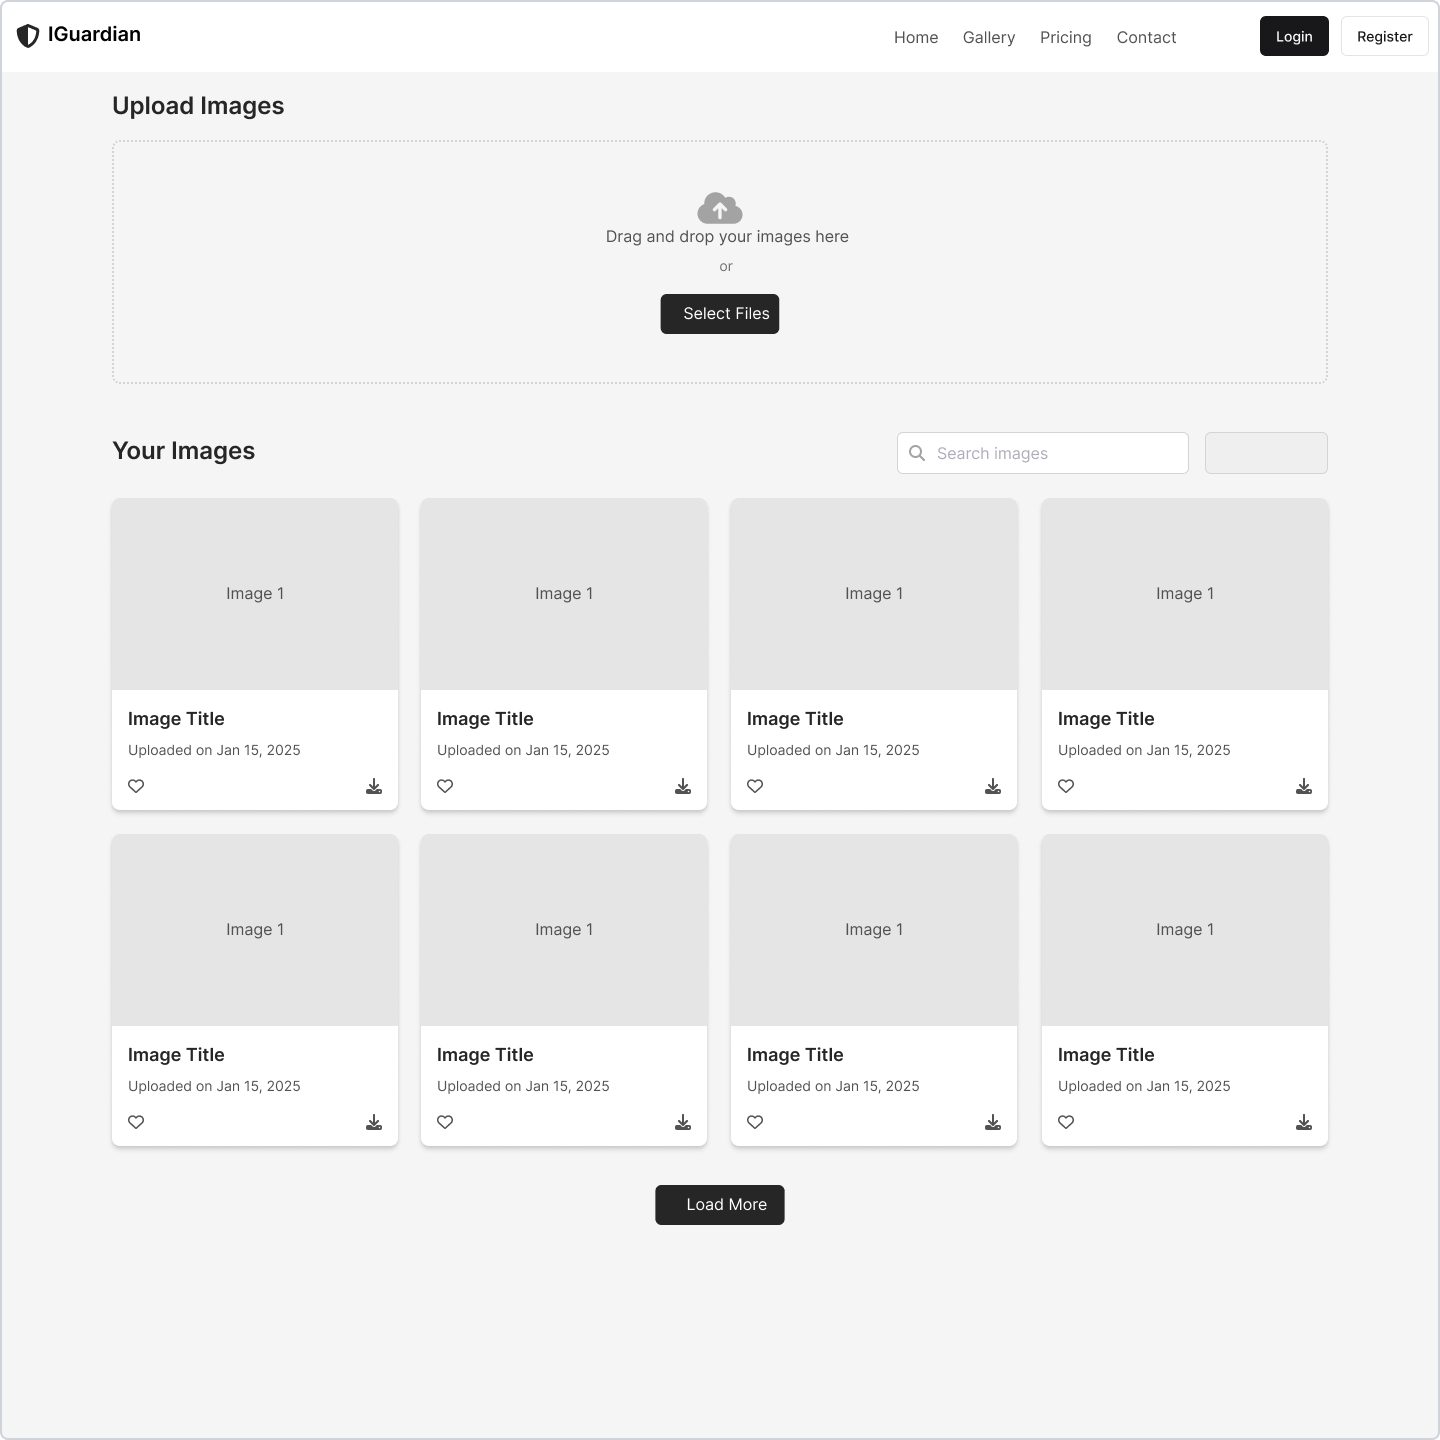 IGuardian
Home Gallery Pricing Contact Login Register
Upload Images
Drag and drop your images here
or
Select Files
Your Images
Search images
Image 1 Image 1 Image 1 Image 1
Image Title Image Title Image Title Image Title
Uploaded on Jan 15, 2025 Uploaded on Jan 15, 2025 Uploaded on Jan 15, 2025 Uploaded on Jan 15, 2025
Image 1 Image 1 Image 1 Image 1
Image Title Image Title Image Title Image Title
Uploaded on Jan 15, 2025 Uploaded on Jan 15, 2025 Uploaded on Jan 15, 2025 Uploaded on Jan 15, 2025
Load More